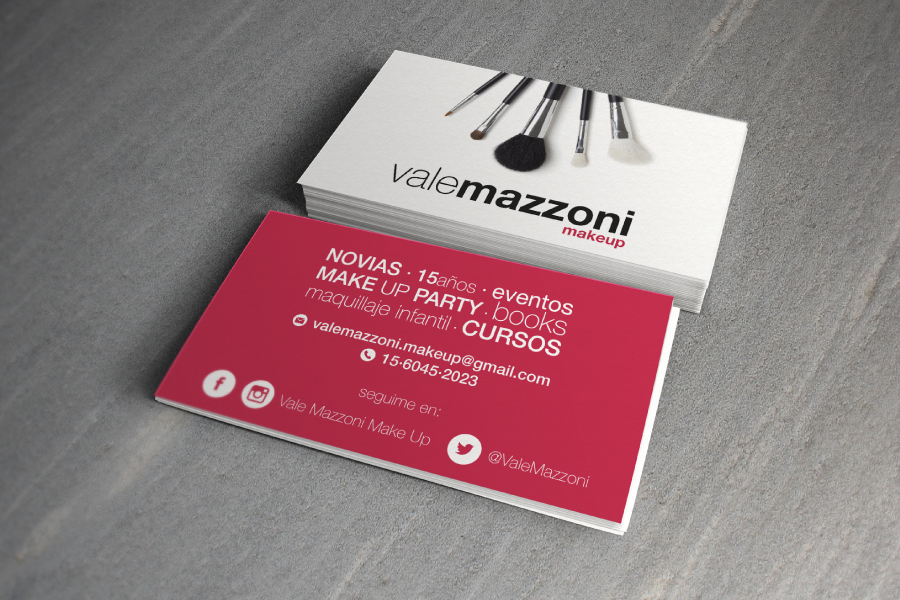 valemazzoni
makeup
NOVIAS · 15años · eventos
MAKE UP PARTY · books
maquillaje infantil · CURSOS
valemazzoni.makeup@gmail.com
15·6045·2023
seguime en:
Vale Mazzoni Make Up
@ValeMazzoni